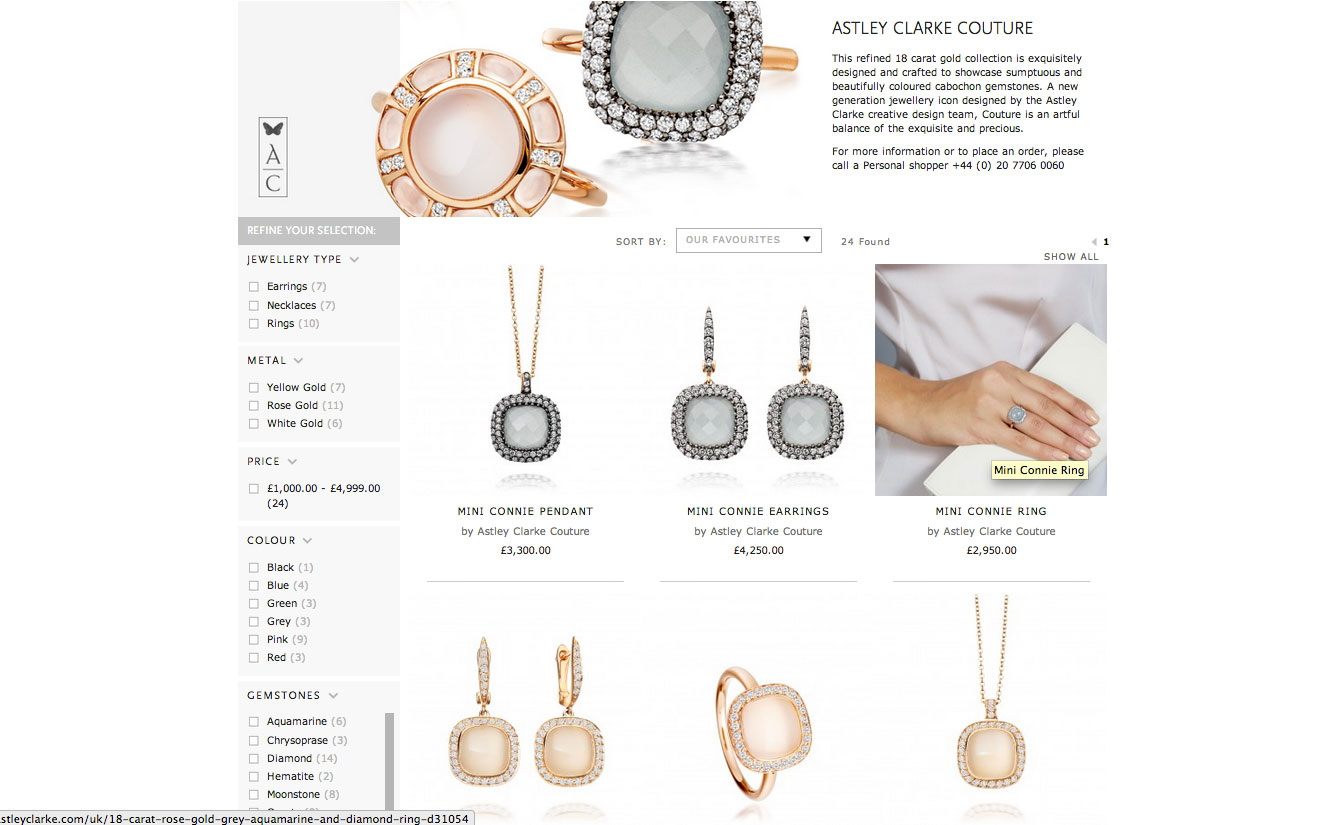 ASTLEY CLARKE COUTURE
This refined 18 carat gold collection is exquisitely
designed and crafted to showcase sumptuous and
beautifully coloured cabochon gemstones. A new
generation jewellery icon designed by the Astley
Clarke creative design team, Couture is an artful
balance of the exquisite and precious.
For more information or to place an order, please
call a Personal shopper +44 (0) 20 7706 0060
À
C
REFINE YOUR SELECTION:
JEWELLERY TYPE
Earrings (7)
Necklaces (7)
Rings (10)
METAL
Yellow Gold (7)
Rose Gold (11)
White Gold (6)
PRICE
£1,000.00 - £4,999.00
(24)
COLOUR
Black (1)
Blue (4)
Green (3)
Grey (3)
Pink (9)
Red (3)
GEMSTONES
Aquamarine (6)
Chrysoprase (3)
Diamond (14)
Hematite (2)
Moonstone (8)
SORT BY: OUR FAVOURITES 24 Found 1
SHOW ALL
Mini Connie Ring
MINI CONNIE PENDANT
by Astley Clarke Couture
£3,300.00
MINI CONNIE EARRINGS
by Astley Clarke Couture
£4,250.00
MINI CONNIE RING
by Astley Clarke Couture
£2,950.00
stleyclarke.com/uk/18-carat-rose-gold-grey-aquamarine-and-diamond-ring-d31054